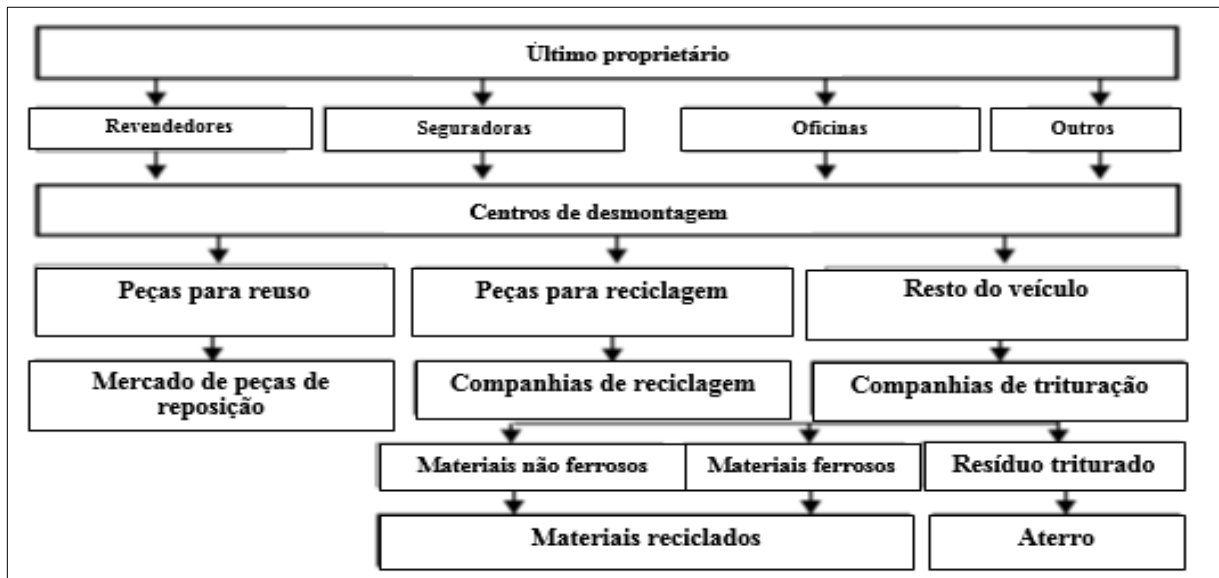 Último proprietário
Revendedores
Seguradoras
Oficinas
Outros
Centros de desmontagem
Peças para reuso
Peças para reciclagem
Resto do veículo
Mercado de peças de
reposição
Companhias de reciclagem
Companhias de trituração
Materiais não ferrosos
Materiais ferrosos
Resíduo triturado
Materiais reciclados
Aterro